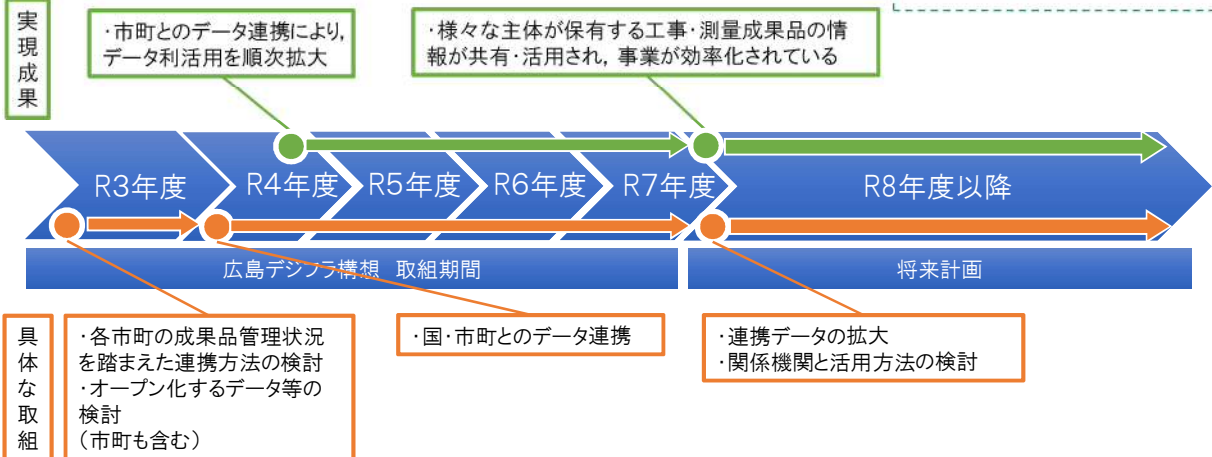 実現成果
・市町とのデータ連携により，
データ利活用を順次拡大
・様々な主体が保有する工事・測量成果品の情
報が共有・活用され，事業が効率化されている
R3年度
R4年度
R5年度
R6年度
R7年度
R8年度以降
広島デジフラ構想　取組期間
将来計画
具体な取組
・各市町の成果品管理状況
を踏まえた連携方法の検討
・オープン化するデータ等の
検討
（市町も含む）
・国・市町とのデータ連携
・連携データの拡大
・関係機関と活用方法の検討